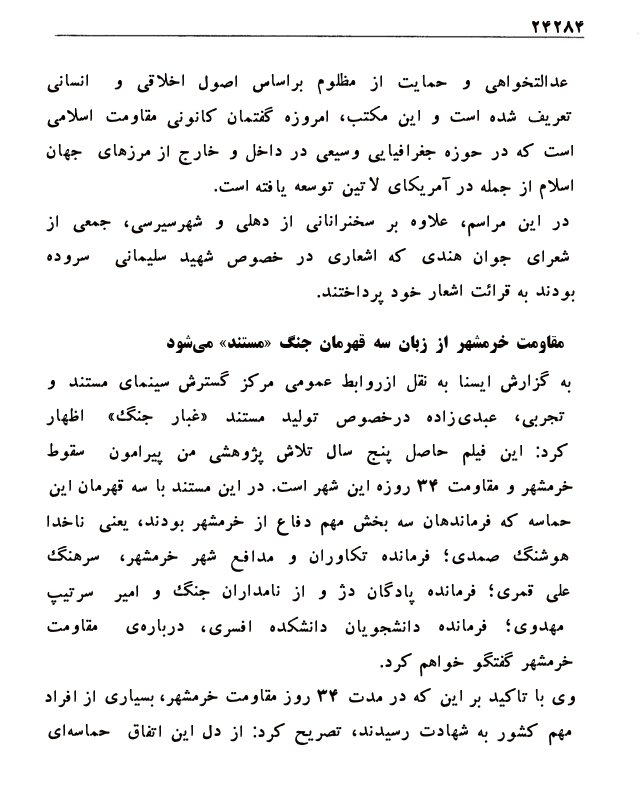 ۲۴۲۸۴
عدالتخواهی و حمایت از مظلوم براساس اصول اخلاقی و انسانی
تعریف شده است و این مکتب، امروزه گفتمان کانونی مقاومت اسلامی
است که در حوزه جغرافیایی وسیعی در داخل و خارج از مرزهای جهان
اسلام از جمله در آمریکای لاتین توسعه یافته است.
در این مراسم، علاوه بر سخنرانانی از دهلی و شهرسیرسی، جمعی از
شعرای جوان هندی که اشعاری در خصوص شهید سلیمانی سروده
بودند به قرائت اشعار خود پرداختند.
مقاومت خرمشهر از زبان سه قهرمان جنگ «مستند» می‌شود
به گزارش ایسنا به نقل ازروابط عمومی مرکز گسترش سینمای مستند و
تجربی، عبدی‌زاده درخصوص تولید مستند «غبار جنگ» اظهار
کرد: این فیلم حاصل پنج سال تلاش پژوهشی من پیرامون سقوط
خرمشهر و مقاومت ۳۴ روزه این شهر است. در این مستند با سه قهرمان این
حماسه که فرماندهان سه بخش مهم دفاع از خرمشهر بودند، یعنی ناخدا
هوشنگ صمدی؛ فرمانده تکاوران و مدافع شهر خرمشهر، سرهنگ
علی قمری؛ فرمانده پادگان دژ و از نامداران جنگ و امیر سرتیپ
مهدوی؛ فرمانده دانشجویان دانشکده افسری، درباره‌ی مقاومت
خرمشهر گفتگو خواهم کرد.
وی با تاکید بر این که در مدت ۳۴ روز مقاومت خرمشهر، بسیاری از افراد
مهم کشور به شهادت رسیدند، تصریح کرد: از دل این اتفاق حماسه‌ای